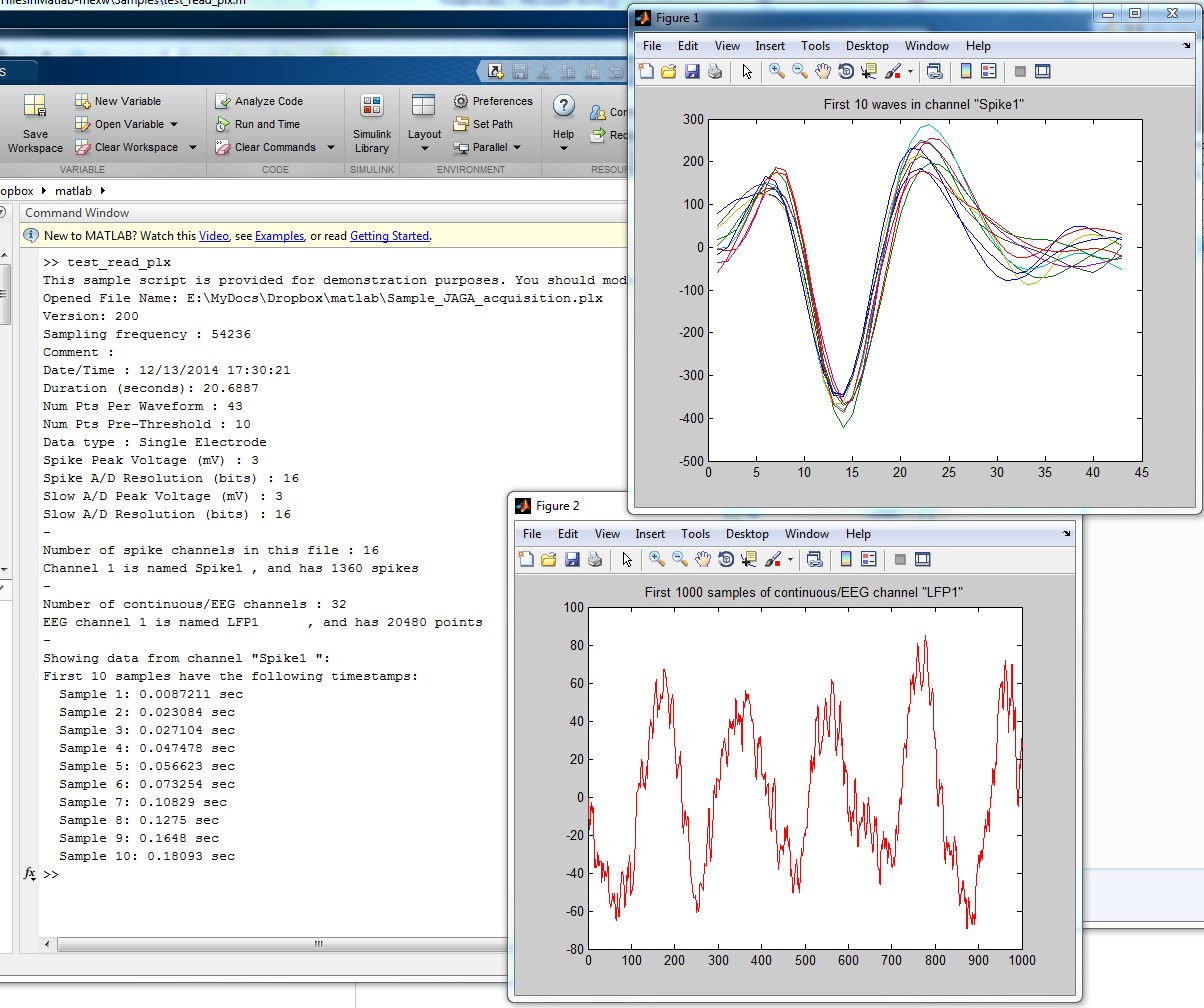 TilesinMatlab-mexw\Samples\test_read_plx.m
S
Save Workspace
New Variable
Open Variable
Clear Workspace
VARIABLE
Analyze Code
Run and Time
Clear Commands
CODE
Simulink Library
SIMULINK
Layout
Preferences
Set Path
Parallel
ENVIRONMENT
Help
Con
Rec
RESOUR
opbox matlab
Command Window
New to MATLAB? Watch this Video, see Examples, or read Getting Started.
>> test_read_plx
This sample script is provided for demonstration purposes. You should mod
Opened File Name: E:\MyDocs\Dropbox\matlab\Sample_JAGA_acquisition.plx
Version: 200
Sampling frequency : 54236
Comment :
Date/Time : 12/13/2014 17:30:21
Duration (seconds): 20.6887
Num Pts Per Waveform : 43
Num Pts Pre-Threshold : 10
Data type : Single Electrode
Spike Peak Voltage (mV) : 3
Spike A/D Resolution (bits) : 16
Slow A/D Peak Voltage (mV) : 3
Slow A/D Resolution (bits) : 16
-
Number of spike channels in this file : 16
Channel 1 is named Spike1 , and has 1360 spikes
-
Number of continuous/EEG channels : 32
EEG channel 1 is named LFP1      , and has 20480 points
-
Showing data from channel "Spike1 ":
First 10 samples have the following timestamps:
Sample 1: 0.0087211 sec
Sample 2: 0.023084 sec
Sample 3: 0.027104 sec
Sample 4: 0.047478 sec
Sample 5: 0.056623 sec
Sample 6: 0.073254 sec
Sample 7: 0.10829 sec
Sample 8: 0.1275 sec
Sample 9: 0.1648 sec
Sample 10: 0.18093 sec
fx >>
Figure 1
File Edit View Insert Tools Desktop Window Help
First 10 waves in channel "Spike1"
300
200
100
0
-100
-200
-300
-400
-500
0 5 10 15 20 25 30 35 40 45
Figure 2
File Edit View Insert Tools Desktop Window Help
First 1000 samples of continuous/EEG channel "LFP1"
100
80
60
40
20
0
-20
-40
-60
-80
0 100 200 300 400 500 600 700 800 900 1000